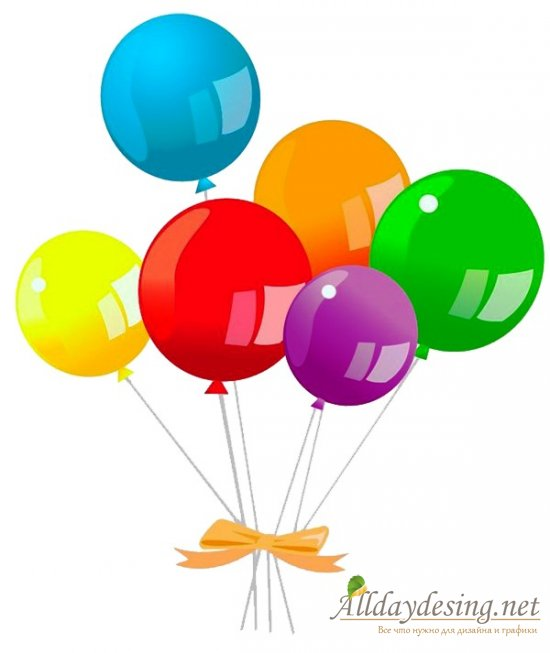 Alldaydesing.net
Все что нужно для дизайна и графики